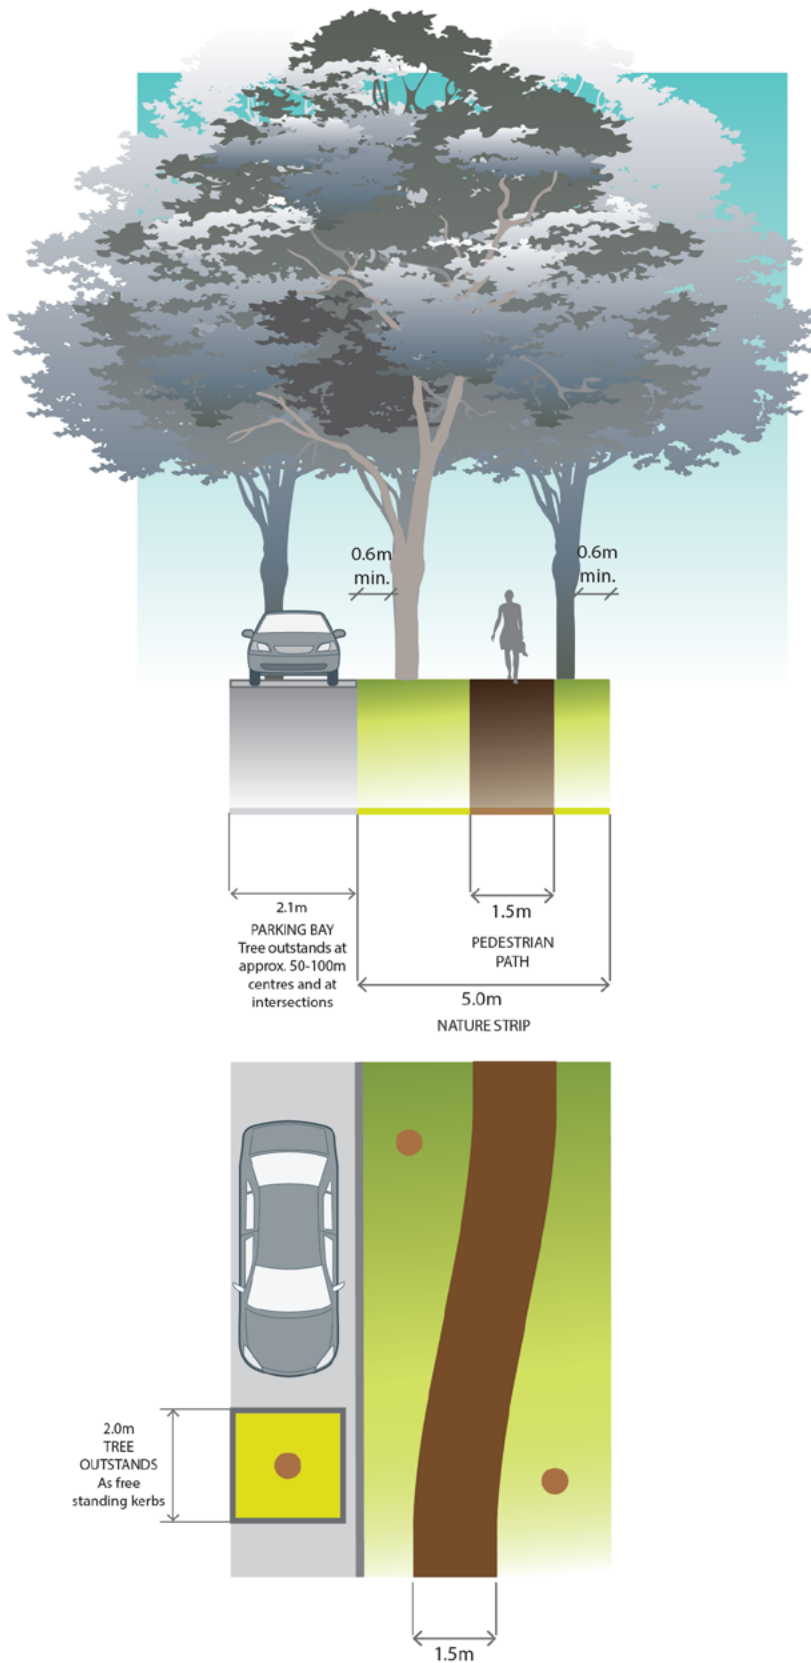 0.6m
min.
0.6m
min.
2.1m
PARKING BAY
Tree outstands at
approx. 50-100m
centres and at
intersections
1.5m
PEDESTRIAN
PATH
5.0m
NATURE STRIP
2.0m
TREE
OUTSTANDS
As free
standing kerbs
1.5m